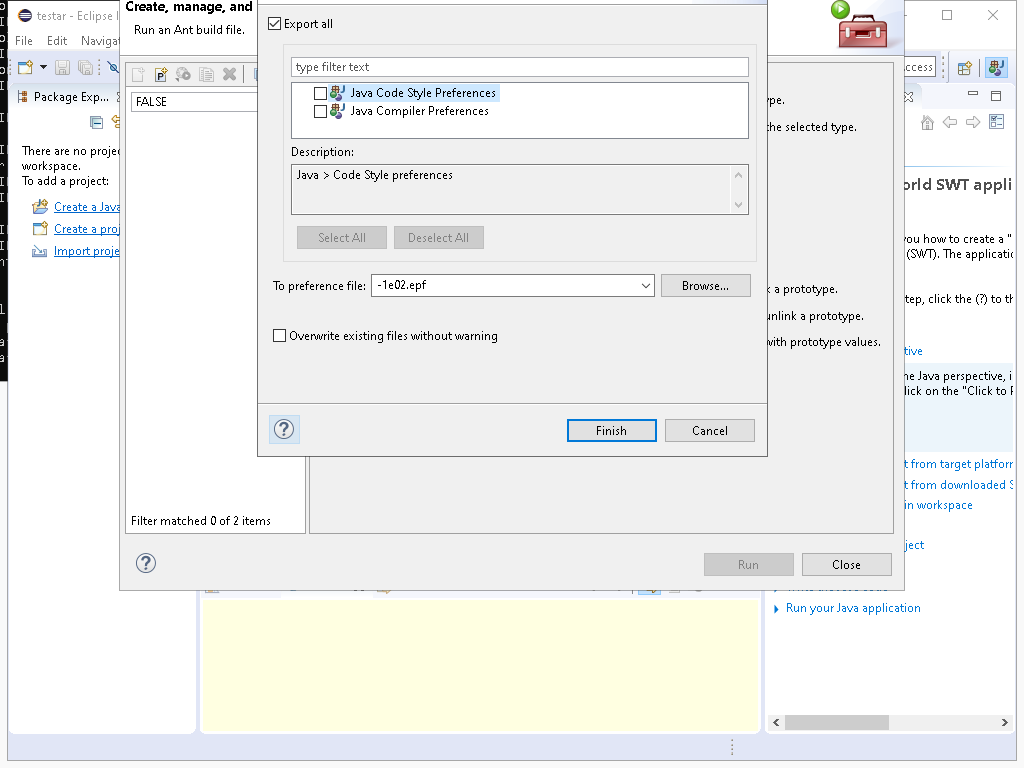 testar - Eclipse I
File Edit Naviga
Create, manage, and
Run an Ant build file.
Export all
type filter text
Java Code Style Preferences
Java Compiler Preferences
Description:
Java > Code Style preferences
Select All Deselect All
To preference file: -1e02.epf Browse...
Overwrite existing files without warning
Finish Cancel
Package Exp...
There are no proje
workspace.
To add a project:
Create a Java
Create a proj
Import proje
FALSE
Filter matched 0 of 2 items
ype.
he selected type.
k a prototype.
unlink a prototype.
with prototype values.
Run Close
ccess
orld SWT appli
you how to create a "
(SWT). The applicatio
tep, click the (?) to th
tive
he Java perspective, i
lick on the "Click to P
t from target platforr
t from downloaded S
in workspace
ject
Run your Java application